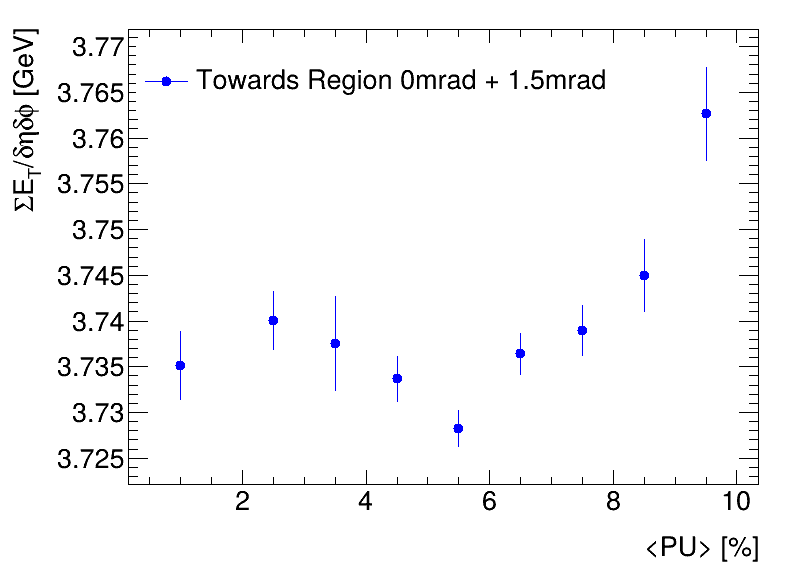 ΣE_T/δηδϕ [GeV]
Towards Region 0mrad + 1.5mrad
3.77
3.765
3.76
3.755
3.75
3.745
3.74
3.735
3.73
3.725
2 4 6 8 10
<PU> [%]